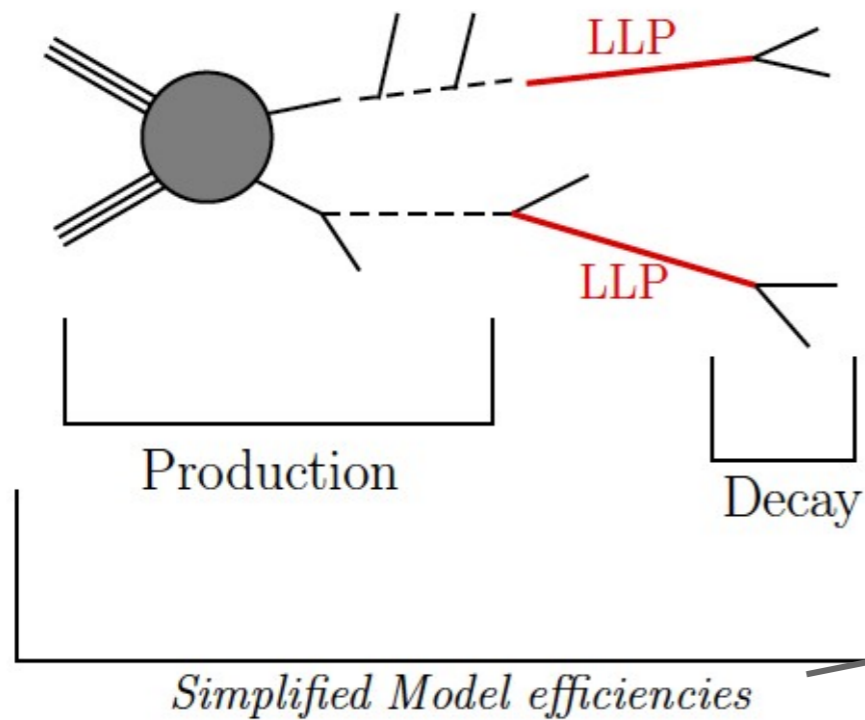 LLP
LLP
Production
Decay
Simplified Model efficiencies